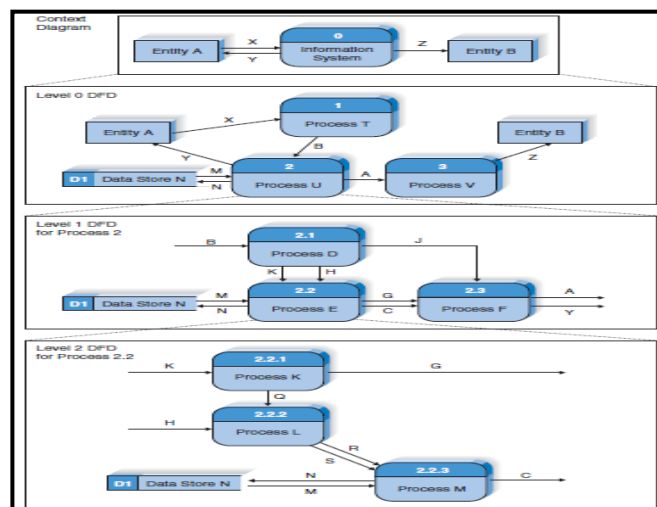 Context
Diagram
0
Entity A
X
Y
Information
System
Z
Entity B
Level 0 DFD
1
Process T
Entity A
X
B
Entity B
Y
Z
D1 Data Store N
M
N
2
Process U
A
3
Process V
Level 1 DFD
for Process 2
B
2.1
Process D
J
K
H
D1 Data Store N
M
N
2.2
Process E
G
C
2.3
Process F
A
Y
Level 2 DFD
for Process 2.2
K
2.2.1
Process K
G
Q
H
2.2.2
Process L
R
S
D1 Data Store N
N
M
2.2.3
Process M
C